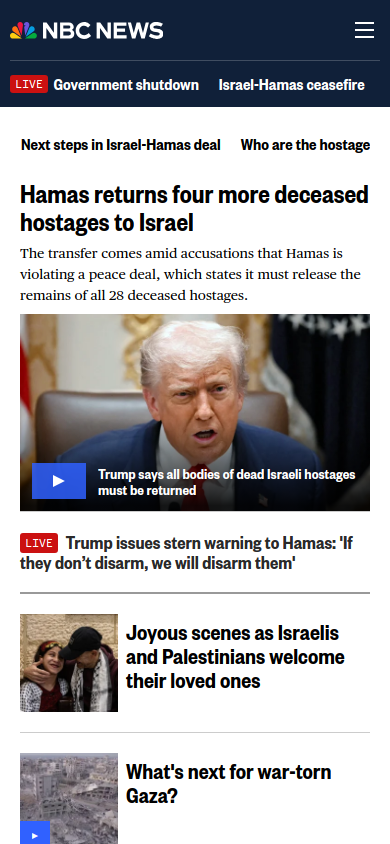 NBC NEWS
LIVE Government shutdown Israel-Hamas ceasefire
Next steps in Israel-Hamas deal Who are the hostage
Hamas returns four more deceased
hostages to Israel
The transfer comes amid accusations that Hamas is
violating a peace deal, which states it must release the
remains of all 28 deceased hostages.
Trump says all bodies of dead Israeli hostages
must be returned
LIVE Trump issues stern warning to Hamas: 'If
they don’t disarm, we will disarm them'
Joyous scenes as Israelis
and Palestinians welcome
their loved ones
What's next for war-torn
Gaza?